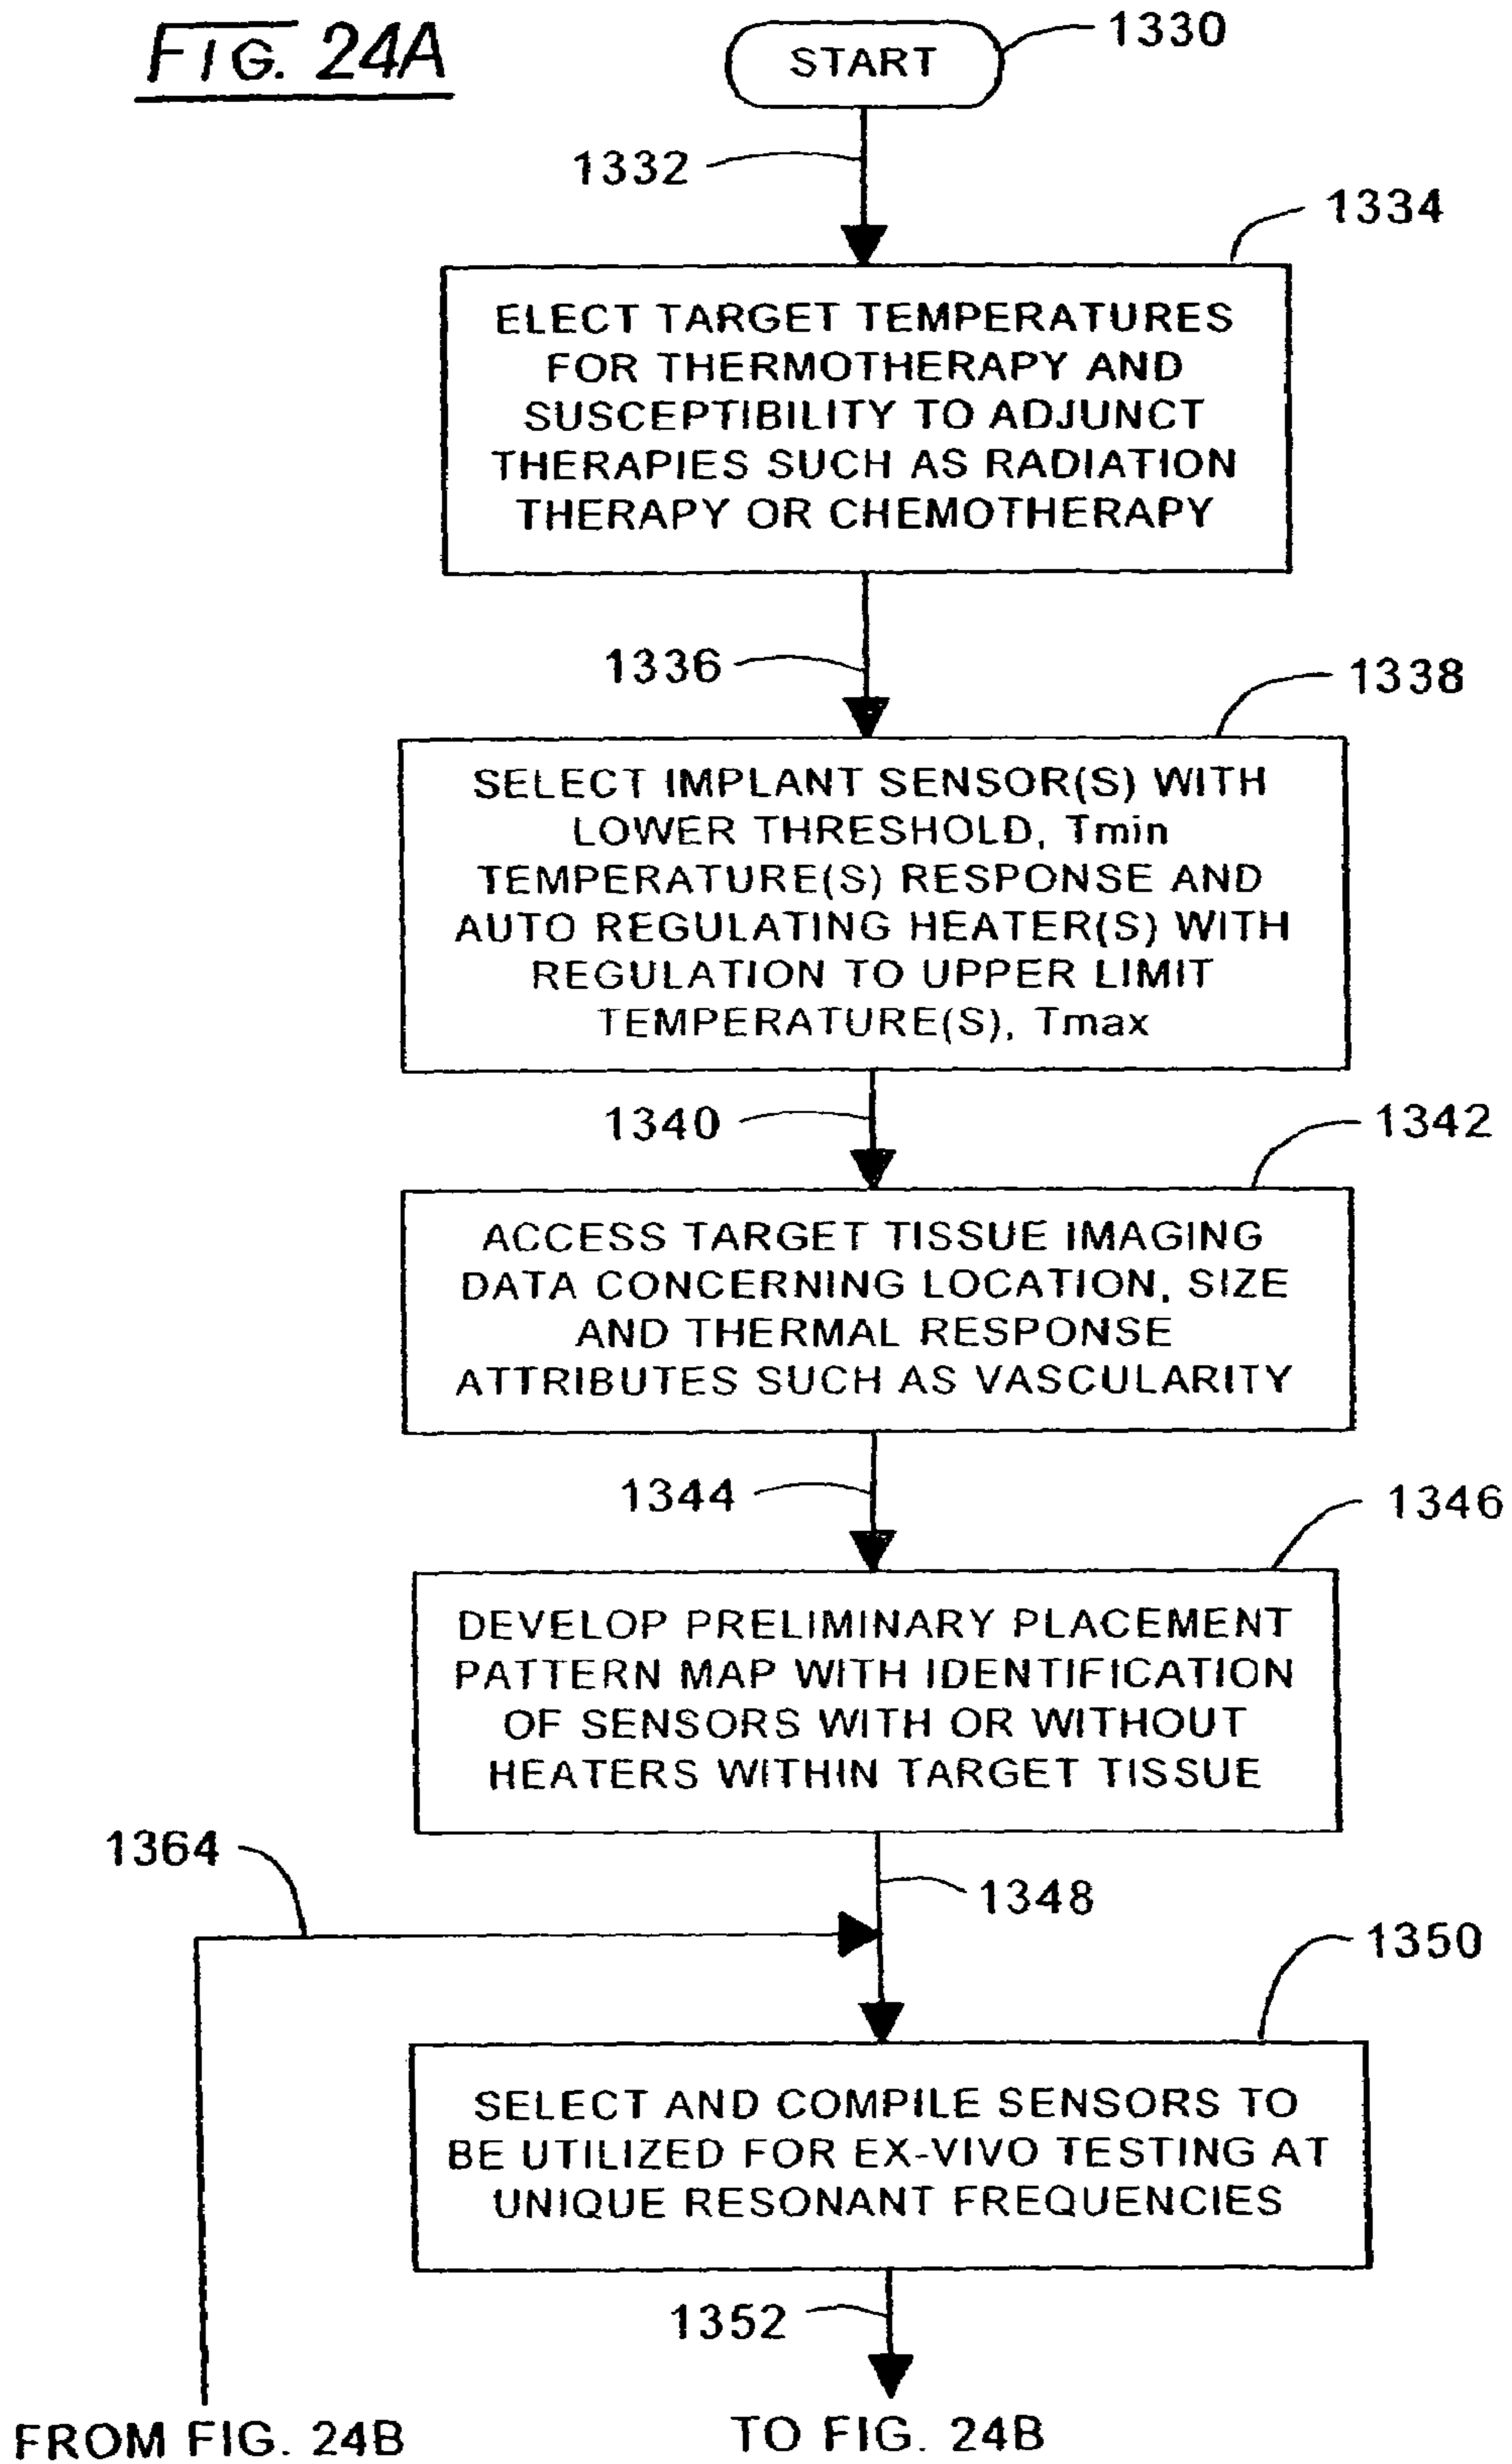 FIG. 24A
START
1330
1332
1334
ELECT TARGET TEMPERATURES
FOR THERMOTHERAPY AND
SUSCEPTIBILITY TO ADJUNCT
THERAPIES SUCH AS RADIATION
THERAPY OR CHEMOTHERAPY
1336
1338
SELECT IMPLANT SENSOR(S) WITH
LOWER THRESHOLD, Tmin
TEMPERATURE(S) RESPONSE AND
AUTO REGULATING HEATER(S) WITH
REGULATION TO UPPER LIMIT
TEMPERATURE(S), Tmax
1340
1342
ACCESS TARGET TISSUE IMAGING
DATA CONCERNING LOCATION, SIZE
AND THERMAL RESPONSE
ATTRIBUTES SUCH AS VASCULARITY
1344
1346
DEVELOP PRELIMINARY PLACEMENT
PATTERN MAP WITH IDENTIFICATION
OF SENSORS WITH OR WITHOUT
HEATERS WITHIN TARGET TISSUE
1364
1348
1350
SELECT AND COMPILE SENSORS TO
BE UTILIZED FOR EX-VIVO TESTING AT
UNIQUE RESONANT FREQUENCIES
1352
FROM FIG. 24B
TO FIG. 24B